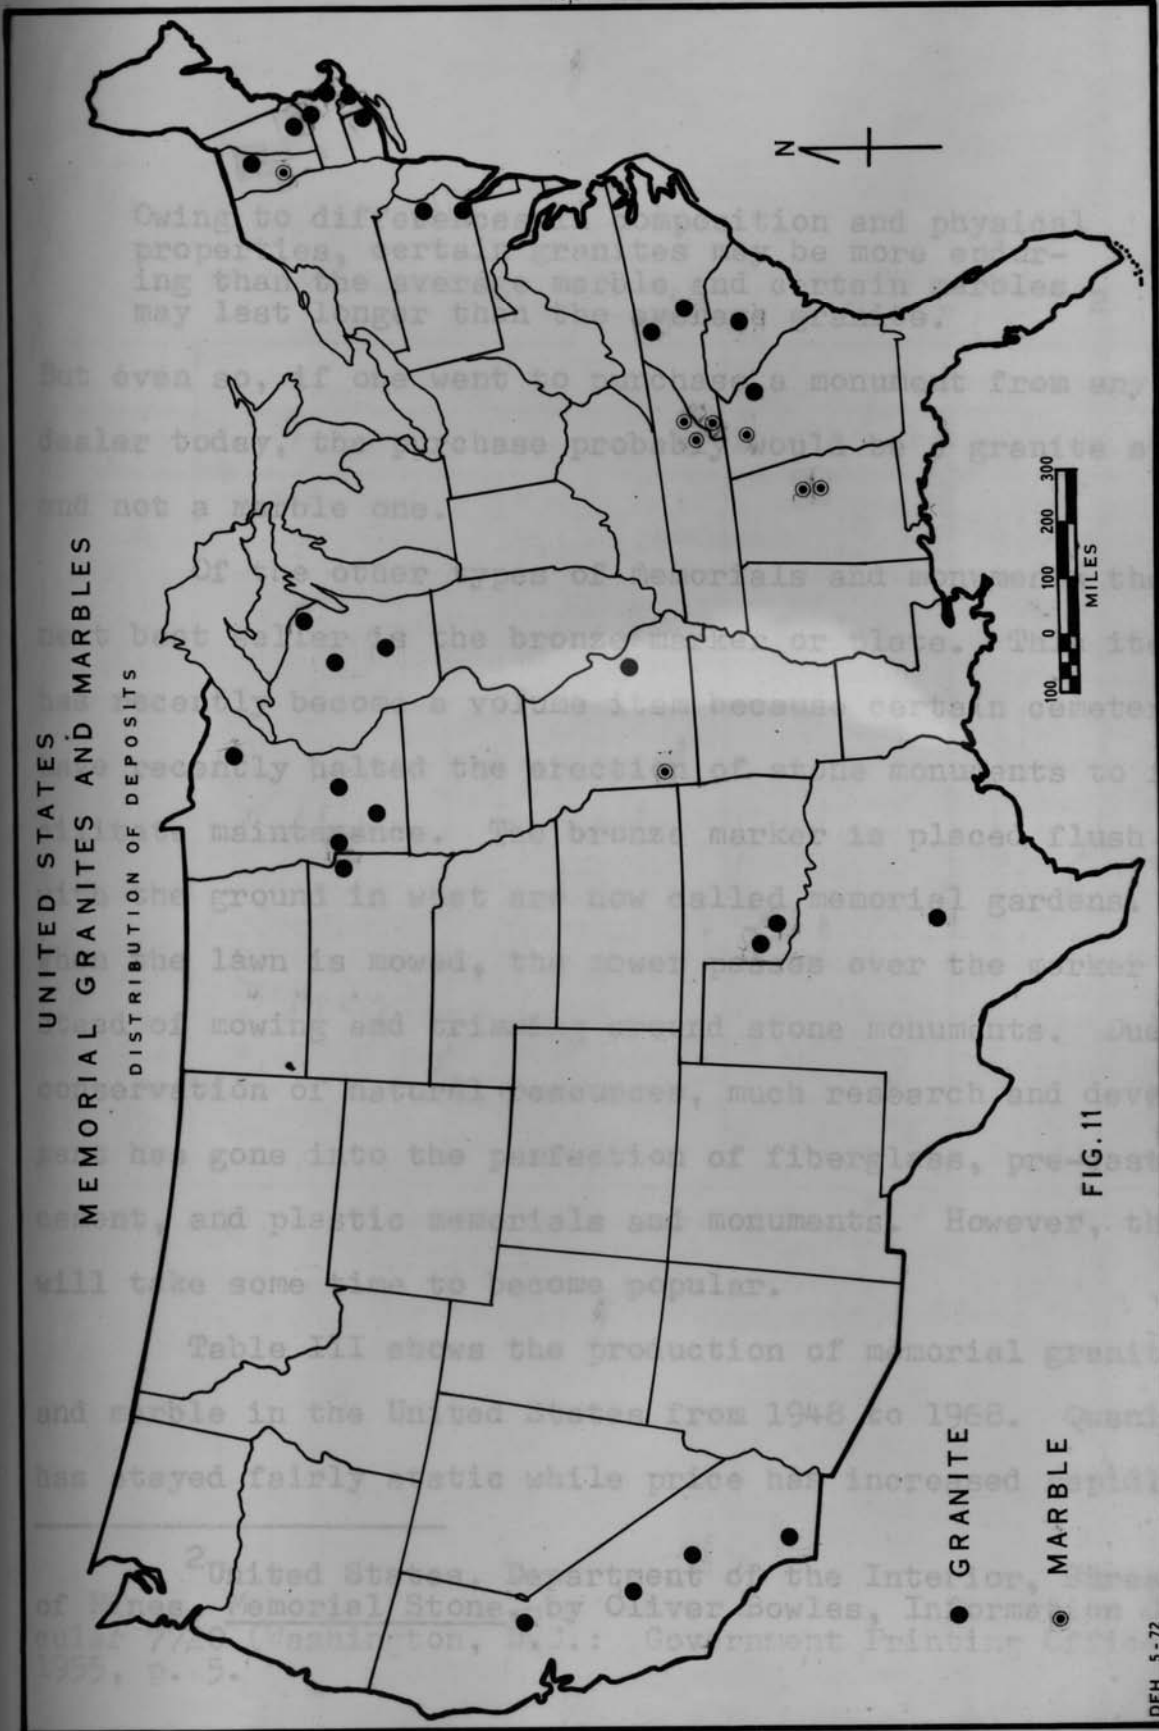 UNITED STATES
MEMORIAL GRANITES AND MARBLES
DISTRIBUTION OF DEPOSITS
N
100 0 100 200 300
MILES
FIG. 11
GRANITE
MARBLE
DEH 5-72
Owing to differences in composition and physical
properties, certain granites may be more endur-
ing than the average marble and certain marbles
may last longer than the average granite. 2
But even so, if one went to purchase a monument from any
dealer today, the purchase probably would be a granite
and not a marble one.
Of the other types of memorials and monuments the
next best seller is the bronze marker or plate. This
has recently become a volume item because certain
have recently halted the erection of stone monuments to
maintenance. The bronze marker is placed flush
with the ground in what are now called memorial gardens.
When the lawn is mowed, the mower passes over the marker
of mowing and trimming around stone monuments.
conservation of natural resources, much research and
has gone into the perfection of fiberglass,
cement, and plastic memorials and monuments. However,
will take some time to become popular.
Table III shows the production of memorial
and marble in the United States from 1948 to 1968.
has stayed fairly static while price has increased
2United States, Department of the Interior,
of Mines, Memorial Stone, by Oliver Bowles, Information
(Washington, D.C.: Government Printing
1955, p. 5.